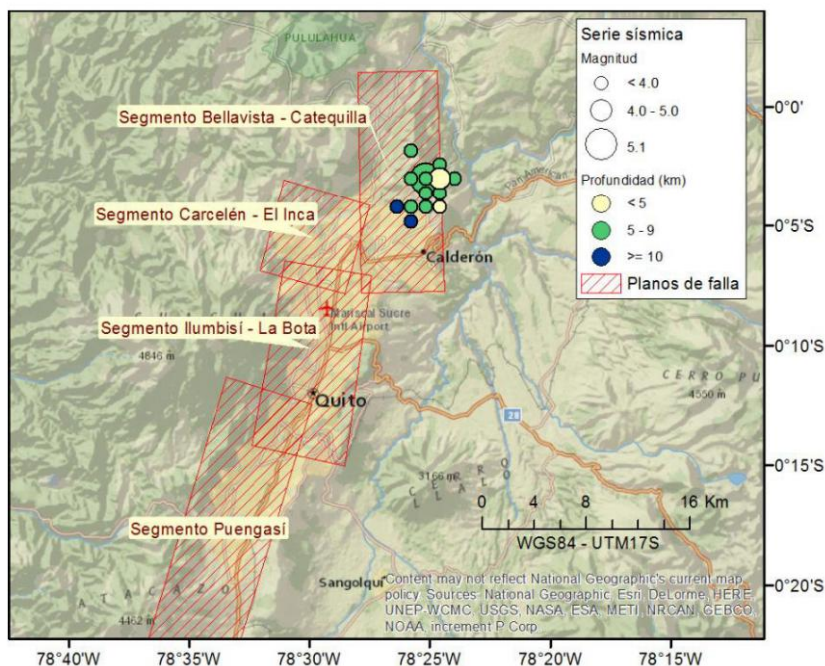 PULULAHUA
Segmento Bellavista - Catequilla
Segmento Carcelén - El Inca
Calderón
Mariscal Sucre
Intl Airport
Segmento Ilumbisí - La Bota
4846 m
Quito
28
CERRO PU
4550 m
3166 m
Segmento Puengasí
Sangolquí
ATACAZO
4462 m
Serie sísmica
Magnitud
< 4.0
4.0 - 5.0
5.1
Profundidad (km)
< 5
5 - 9
>= 10
Planos de falla
0 4 8 16 Km
WGS84 - UTM17S
Content may not reflect National Geographic's current map
policy. Sources: National Geographic, Esri, DeLorme, HERE,
UNEP-WCMC, USGS, NASA, ESA, METI, NRCAN, GEBCO,
NOAA, increment P Corp.
0°0'
0°5'S
0°10'S
0°15'S
0°20'S
78°40'W 78°35'W 78°30'W 78°25'W 78°20'W 78°15'W